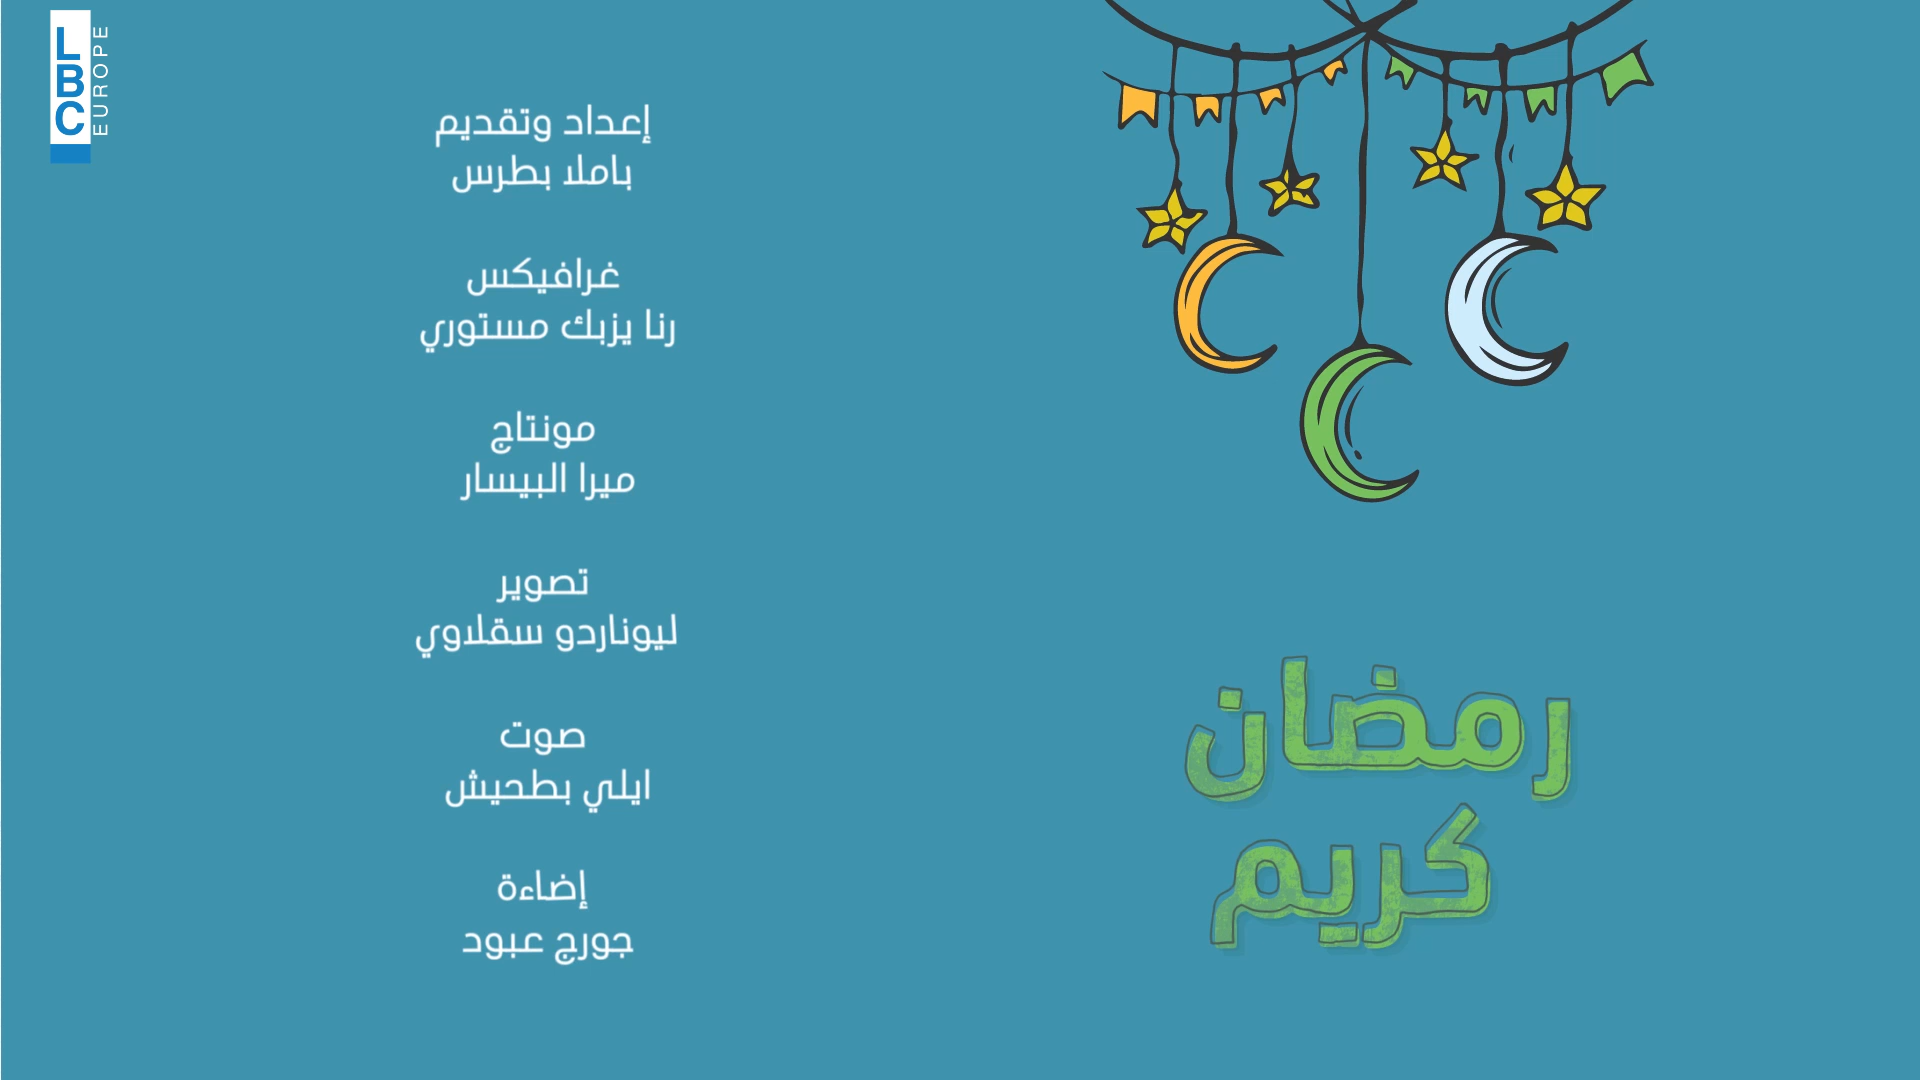 LBC
EUROPE
إعداد وتقديم
باملا بطرس
غرافيكس
رنا يزبك مستوري
مونتاج
ميرا البيسار
تصوير
ليوناردو سقلاوي
صوت
ايلي بطحيش
إضاءة
جورج عبود
رمضان
كريم